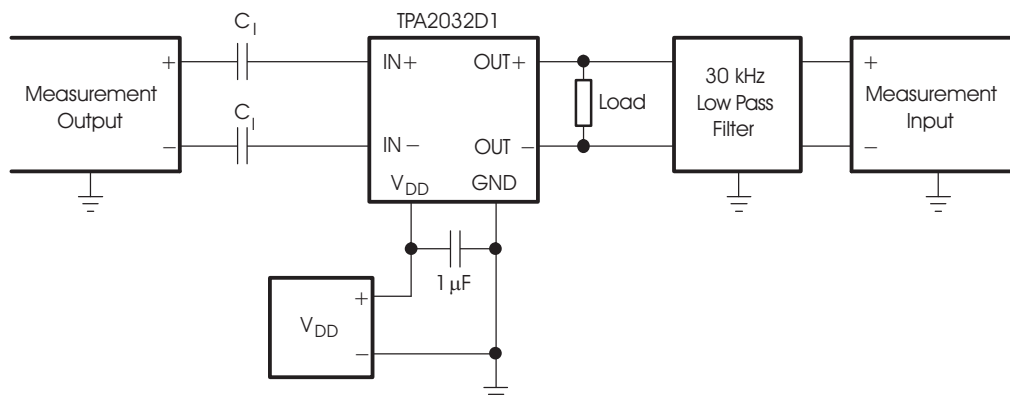 TPA2032D1
C_I
+
Measurement
Output
−
C_I
IN+
OUT+
IN−
OUT −
V_DD
GND
Load
30 kHz
Low Pass
Filter
+
Measurement
Input
−
1 µF
+
V_DD
−